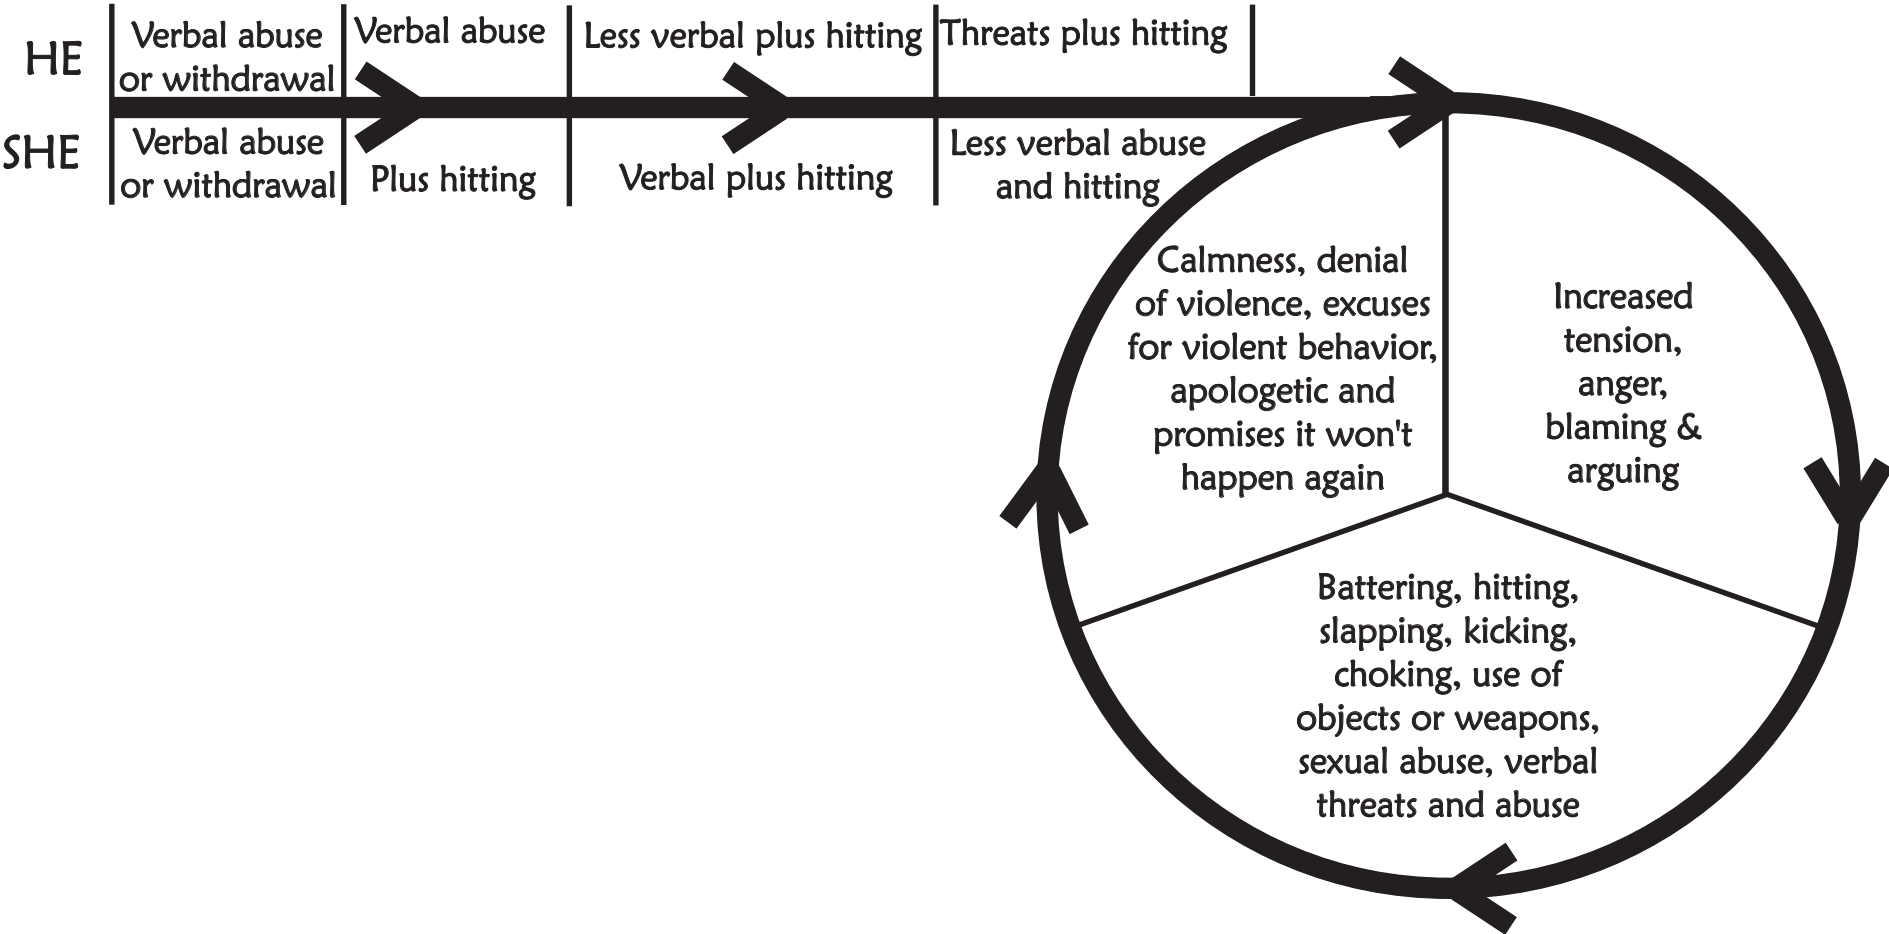 HE
Verbal abuse
or withdrawal
Verbal abuse
Less verbal plus hitting
Threats plus hitting
SHE
Verbal abuse
or withdrawal
Plus hitting
Verbal plus hitting
Less verbal abuse
and hitting
Calmness, denial
of violence, excuses
for violent behavior,
apologetic and
promises it won't
happen again
Increased
tension,
anger,
blaming &
arguing
Battering, hitting,
slapping, kicking,
choking, use of
objects or weapons,
sexual abuse, verbal
threats and abuse